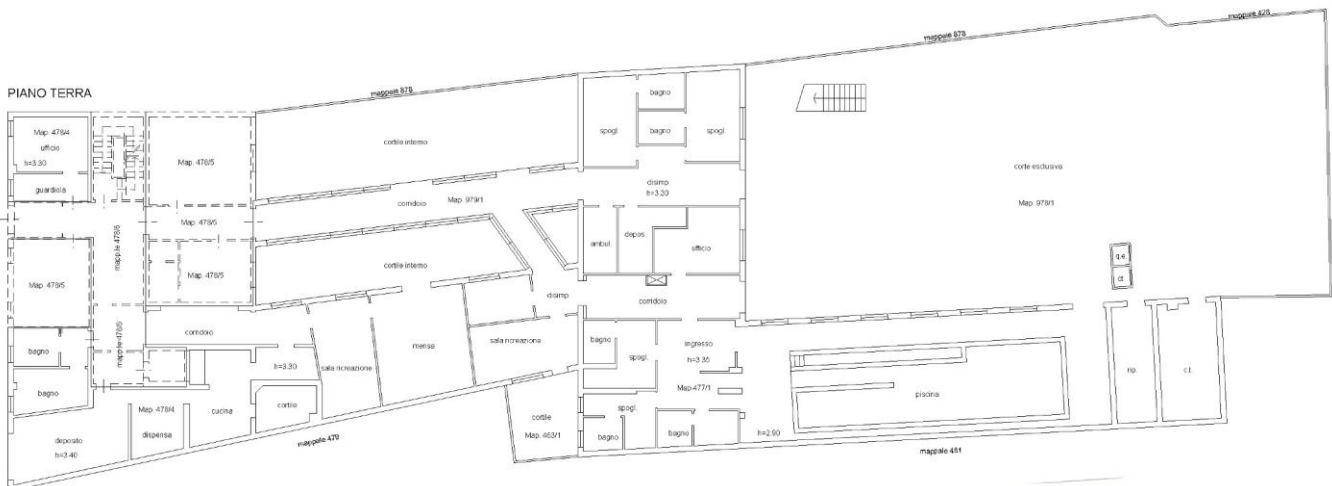 mappale 428
mappale 878
PIANO TERRA
mappale 878
Map. 478/4
ufficio
h=3.30
guardiola
Map. 478/5
cortile interno
spogl.
bagno
bagno
spogl.
disimp
h=3.20
corte esclusiva
Map. 978/1
corridoio
Map. 979/1
Map. 478/6
mappale 478/6
Map. 478/5
Map. 478/5
cortile interno
ambul.
depos.
ufficio
q.e
ct
disimp
corridoio
mappale 478/6
corridoio
mensa
sala ricreazione
sala ricreazione
h=3.30
bagno
bagno
bagno
spogl.
ingresso
h=3.35
Map.477/1
piscina
rip.
c.t.
Map. 478/4
dispensa
cucina
cortile
cortile
Map. 463/1
spogl.
bagno
bagno
h=2.90
deposito
h=3.40
mappale 479
mappale 481